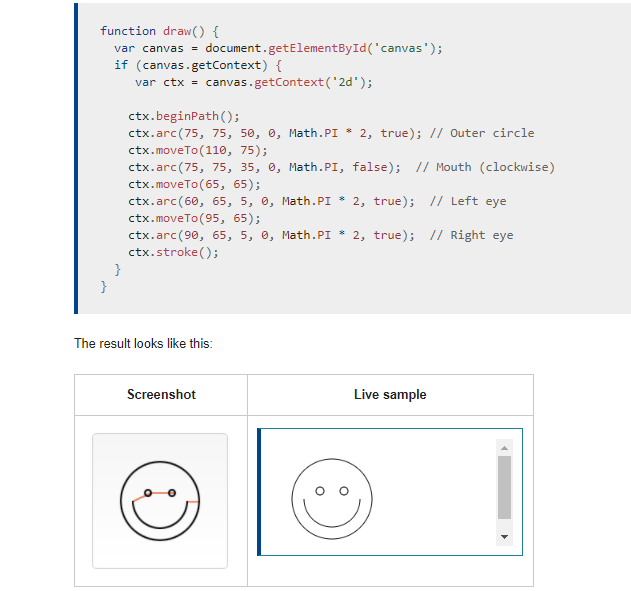 function draw() {
  var canvas = document.getElementById('canvas');
  if (canvas.getContext) {
     var ctx = canvas.getContext('2d');

    ctx.beginPath();
    ctx.arc(75, 75, 50, 0, Math.PI * 2, true); // Outer circle
    ctx.moveTo(110, 75);
    ctx.arc(75, 75, 35, 0, Math.PI, false);  // Mouth (clockwise)
    ctx.moveTo(65, 65);
    ctx.arc(60, 65, 5, 0, Math.PI * 2, true);  // Left eye
    ctx.moveTo(95, 65);
    ctx.arc(90, 65, 5, 0, Math.PI * 2, true);  // Right eye
    ctx.stroke();
  }
}
The result looks like this:
Screenshot
Live sample